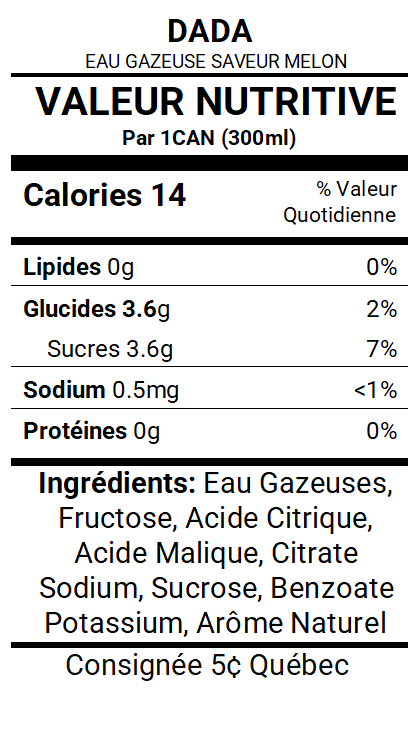 DADA
EAU GAZEUSE SAVEUR MELON
VALEUR NUTRITIVE
Par 1CAN (300ml)
Calories 14
% Valeur
Quotidienne
Lipides 0g 0%
Glucides 3.6g 2%
Sucres 3.6g 7%
Sodium 0.5mg <1%
Protéines 0g 0%
Ingrédients: Eau Gazeuses,
Fructose, Acide Citrique,
Acide Malique, Citrate
Sodium, Sucrose, Benzoate
Potassium, Arôme Naturel
Consignée 5¢ Québec